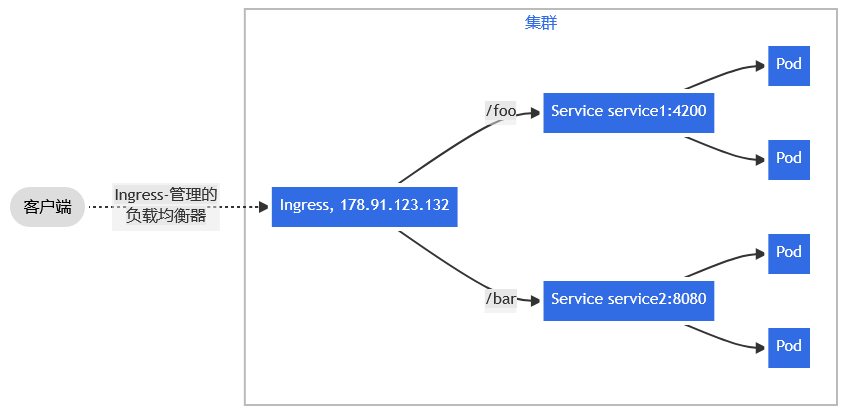 集群
客户端
Ingress-管理的
负载均衡器
Ingress, 178.91.123.132
/foo
Service service1:4200
Pod
Pod
/bar
Service service2:8080
Pod
Pod